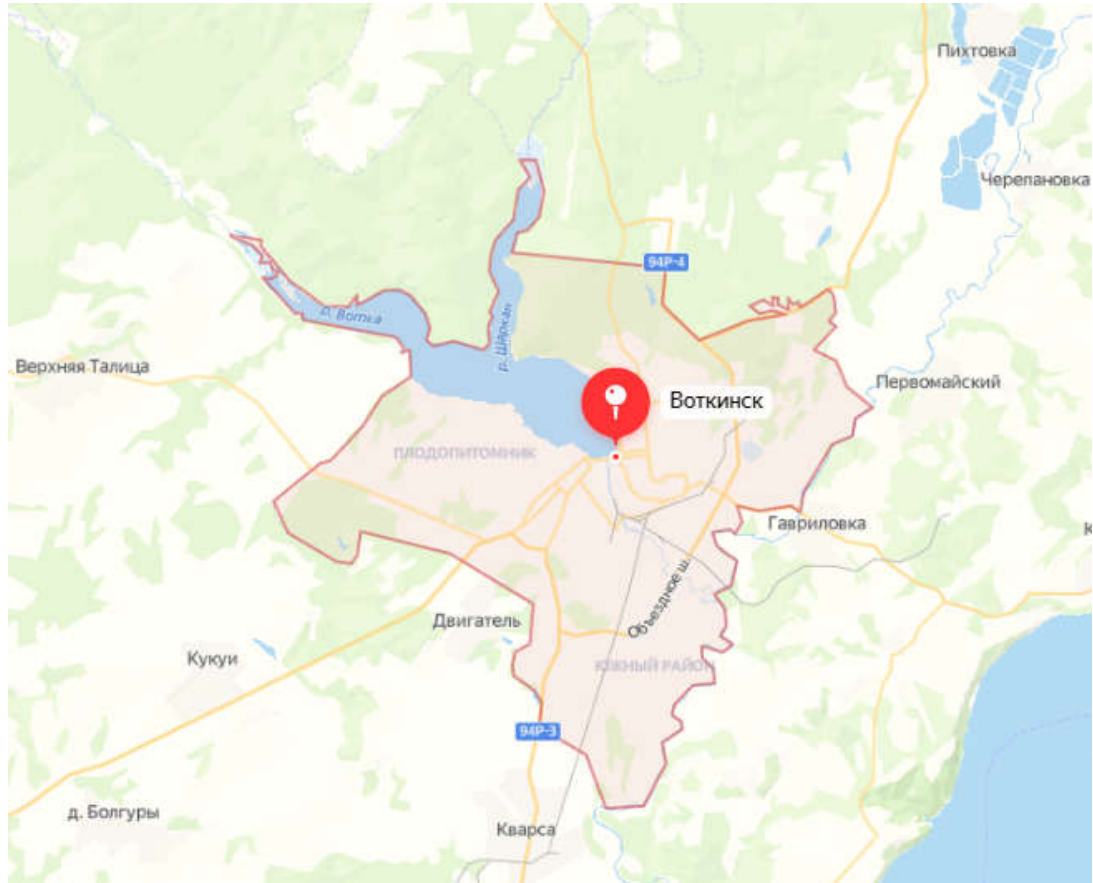 Пихтовка
Черепановка
94Р-4
р. Вотка
р. Шаркан
Верхняя Талица
Первомайский
Воткинск
ПЛОДОПИТОМНИК
Гавриловка
К
Объездное ш.
Двигатель
Кукуи
ЮЖНЫЙ РАЙОН
94Р-3
д. Болгуры
Кварса